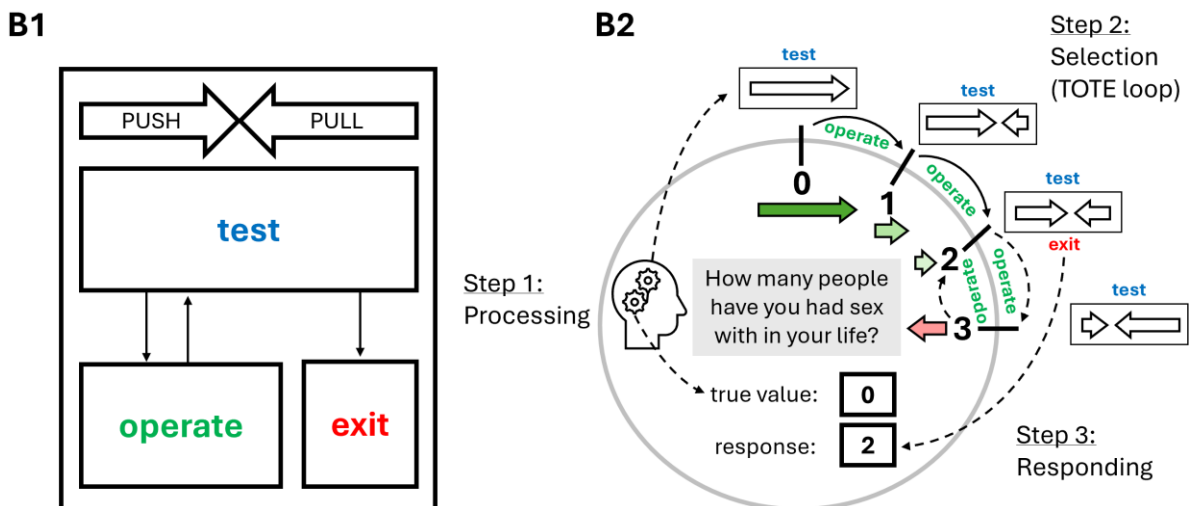 B1
PUSH
PULL
test
operate
exit
B2
Step 1:
Processing
Step 2:
Selection
(TOTE loop)
test
operate
test
operate
test
exit
operate
operate
test
0
1
2
3
How many people
have you had sex
with in your life?
true value:
0
response:
2
Step 3:
Responding